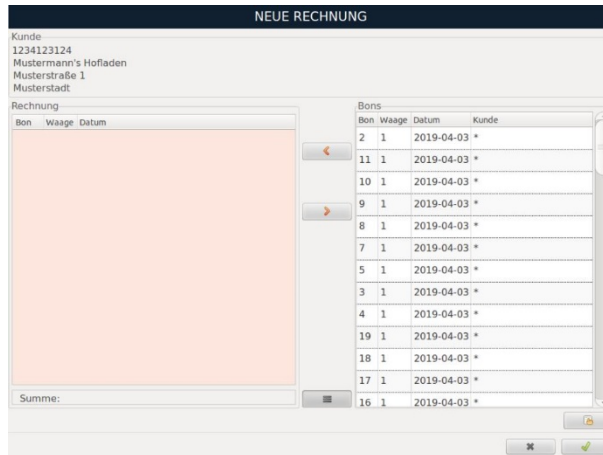 NEUE RECHNUNG
Kunde
1234123124
Mustermann's Hofladen
Musterstraße 1
Musterstadt
Rechnung
Bon Waage Datum
Summe:
Bons
Bon Waage Datum Kunde
2 1 2019-04-03 *
11 1 2019-04-03 *
10 1 2019-04-03 *
9 1 2019-04-03 *
8 1 2019-04-03 *
7 1 2019-04-03 *
5 1 2019-04-03 *
3 1 2019-04-03 *
4 1 2019-04-03 *
19 1 2019-04-03 *
18 1 2019-04-03 *
17 1 2019-04-03 *
16 1 2019-04-03 *